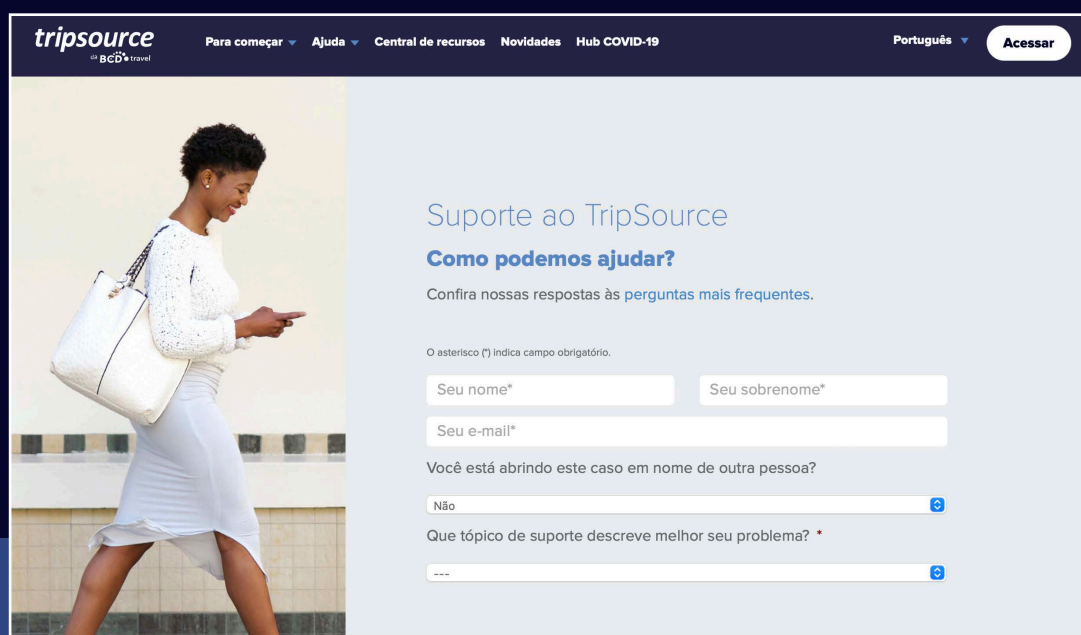 tripsource
da BCD travel
Para começar Ajuda Central de recursos Novidades Hub COVID-19 Português Acessar
Suporte ao TripSource
Como podemos ajudar?
Confira nossas respostas às perguntas mais frequentes.
O asterisco (*) indica campo obrigatório.
Seu nome* Seu sobrenome*
Seu e-mail*
Você está abrindo este caso em nome de outra pessoa?
Não
Que tópico de suporte descreve melhor seu problema? *
---